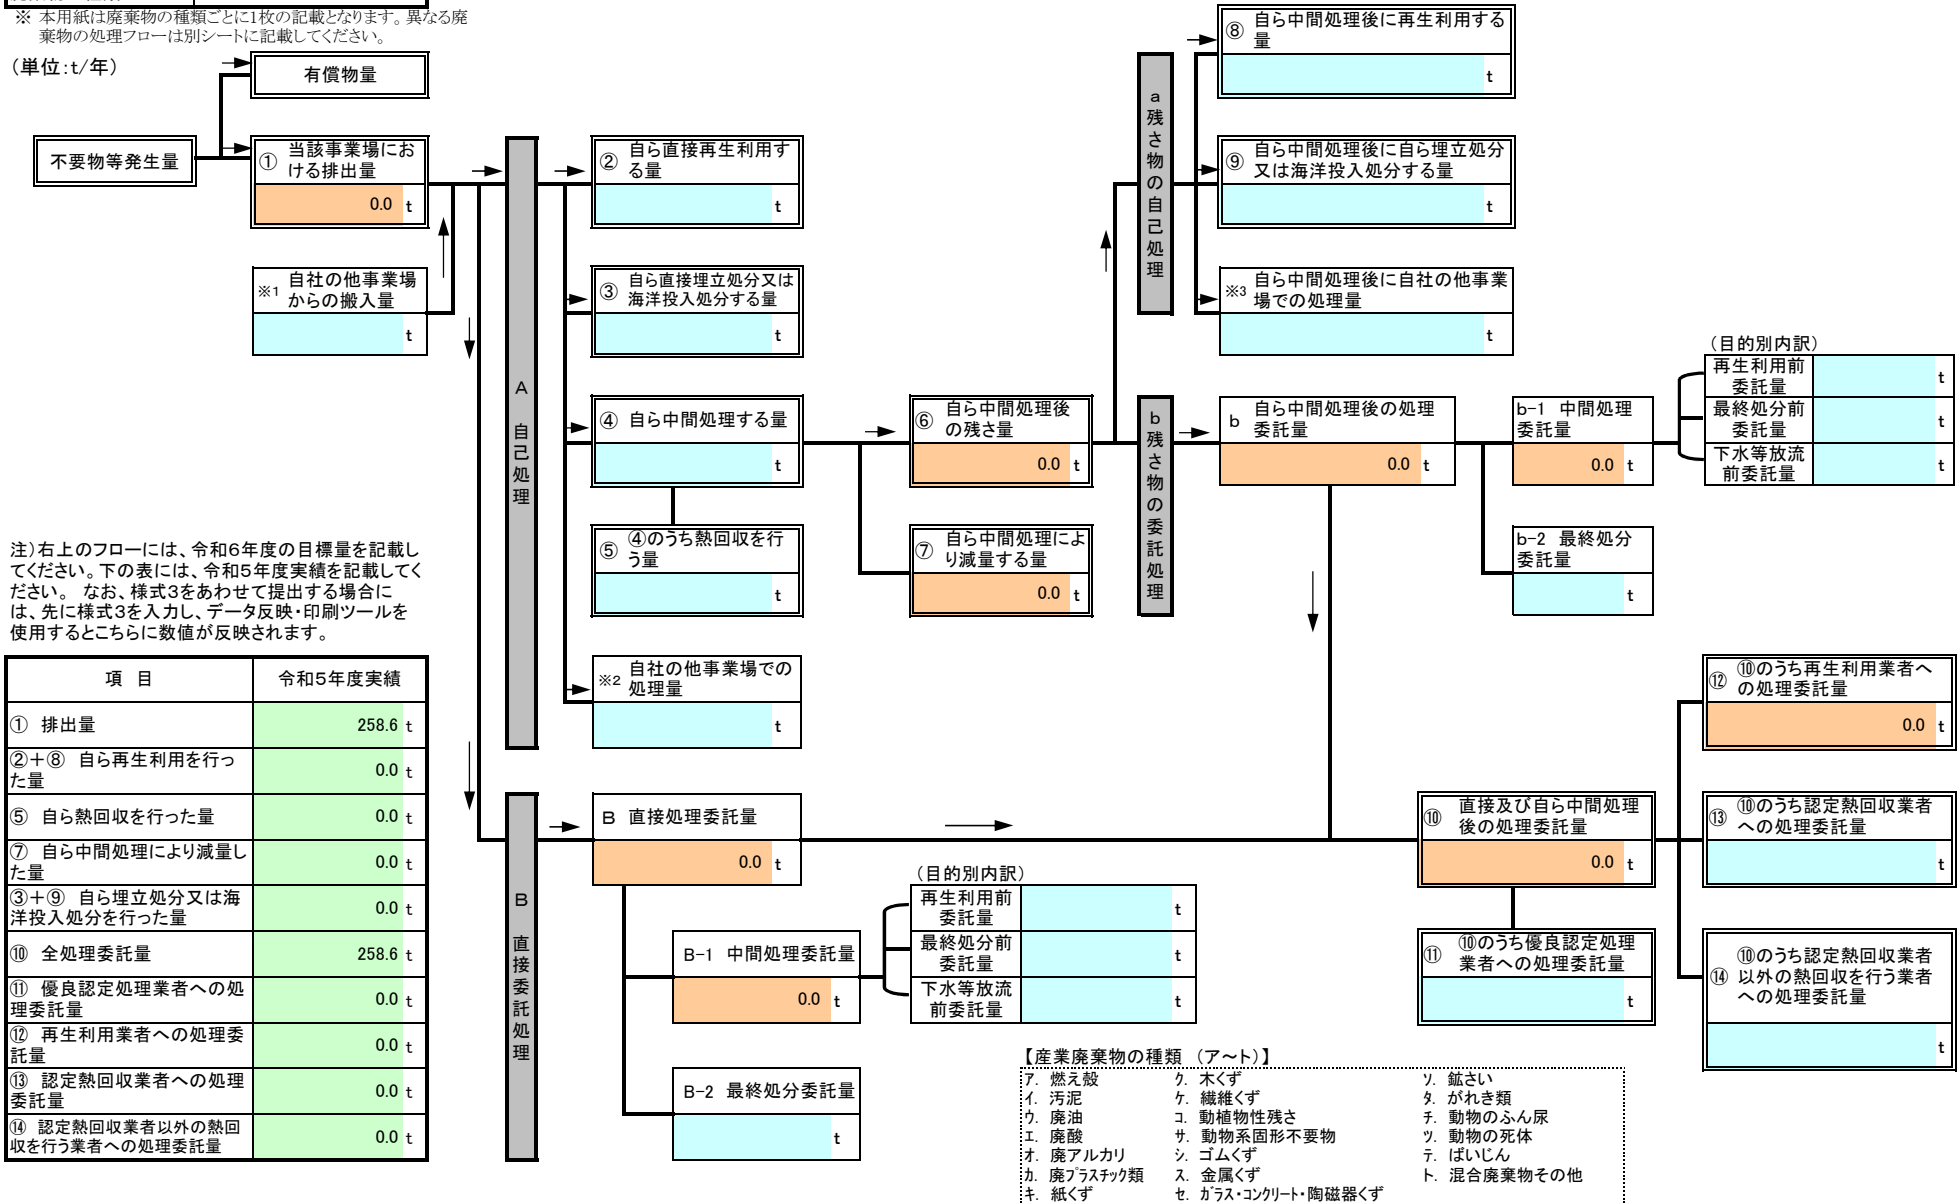 ※ 本用紙は廃棄物の種類ごとに1枚の記載となります。異なる廃
棄物の処理フローは別シートに記載してください。
(単位:t/年)
有償物量
不要物等発生量
① 当該事業場にお
ける排出量
0.0 t
※1 自社の他事業場
からの搬入量
t
A 自己処理
② 自ら直接再生利用す
る量
t
③ 自ら直接埋立処分又は
海洋投入処分する量
t
④ 自ら中間処理する量
t
⑤ ④のうち熱回収を行
う量
t
※2 自社の他事業場での
処理量
t
⑥ 自ら中間処理後
の残さ量
0.0 t
⑦ 自ら中間処理によ
り減量する量
0.0 t
a 残さ物の自己処理
⑧ 自ら中間処理後に再生利用する
量
t
⑨ 自ら中間処理後に自ら埋立処分
又は海洋投入処分する量
t
※3 自ら中間処理後に自社の他事業
場での処理量
t
b 残さ物の委託処理
b 自ら中間処理後の処理
委託量
0.0 t
b-1 中間処理
委託量
0.0 t
b-2 最終処分
委託量
t
(目的別内訳)
再生利用前
委託量
t
最終処分前
委託量
t
下水等放流
前委託量
t
注)右上のフローには、令和6年度の目標量を記載し
てください。下の表には、令和5年度実績を記載してく
ださい。 なお、様式3をあわせて提出する場合に
は、先に様式3を入力し、データ反映・印刷ツールを
使用するとこちらに数値が反映されます。
項 目 令和5年度実績
① 排出量 258.6 t
②+⑧ 自ら再生利用を行っ
た量 0.0 t
⑤ 自ら熱回収を行った量 0.0 t
⑦ 自ら中間処理により減量し
た量 0.0 t
③+⑨ 自ら埋立処分又は海
洋投入処分を行った量 0.0 t
⑩ 全処理委託量 258.6 t
⑪ 優良認定処理業者への処
理委託量 0.0 t
⑫ 再生利用業者への処理委
託量 0.0 t
⑬ 認定熱回収業者への処理
委託量 0.0 t
⑭ 認定熱回収業者以外の熱回
収を行う業者への処理委託量 0.0 t
B 直接委託処理
B 直接処理委託量
0.0 t
B-1 中間処理委託量
0.0 t
B-2 最終処分委託量
t
(目的別内訳)
再生利用前
委託量
t
最終処分前
委託量
t
下水等放流
前委託量
t
⑩ 直接及び自ら中間処理
後の処理委託量
0.0 t
⑪ ⑩のうち優良認定処理
業者への処理委託量
t
⑫ ⑩のうち再生利用業者へ
の処理委託量
0.0 t
⑬ ⑩のうち認定熱回収業者
への処理委託量
t
⑭ ⑩のうち認定熱回収業者
以外の熱回収を行う業者
への処理委託量
t
【産業廃棄物の種類 (ア~ト)】
ア. 燃え殻 ク. 木くず ソ. 鉱さい
イ. 汚泥 ケ. 繊維くず タ. がれき類
ウ. 廃油 コ. 動植物性残さ チ. 動物のふん尿
エ. 廃酸 サ. 動物系固形不要物 ツ. 動物の死体
オ. 廃アルカリ シ. ゴムくず テ. ばいじん
カ. 廃プラスチック類 ス. 金属くず ト. 混合廃棄物その他
キ. 紙くず セ. ガラス・コンクリート・陶磁器くず